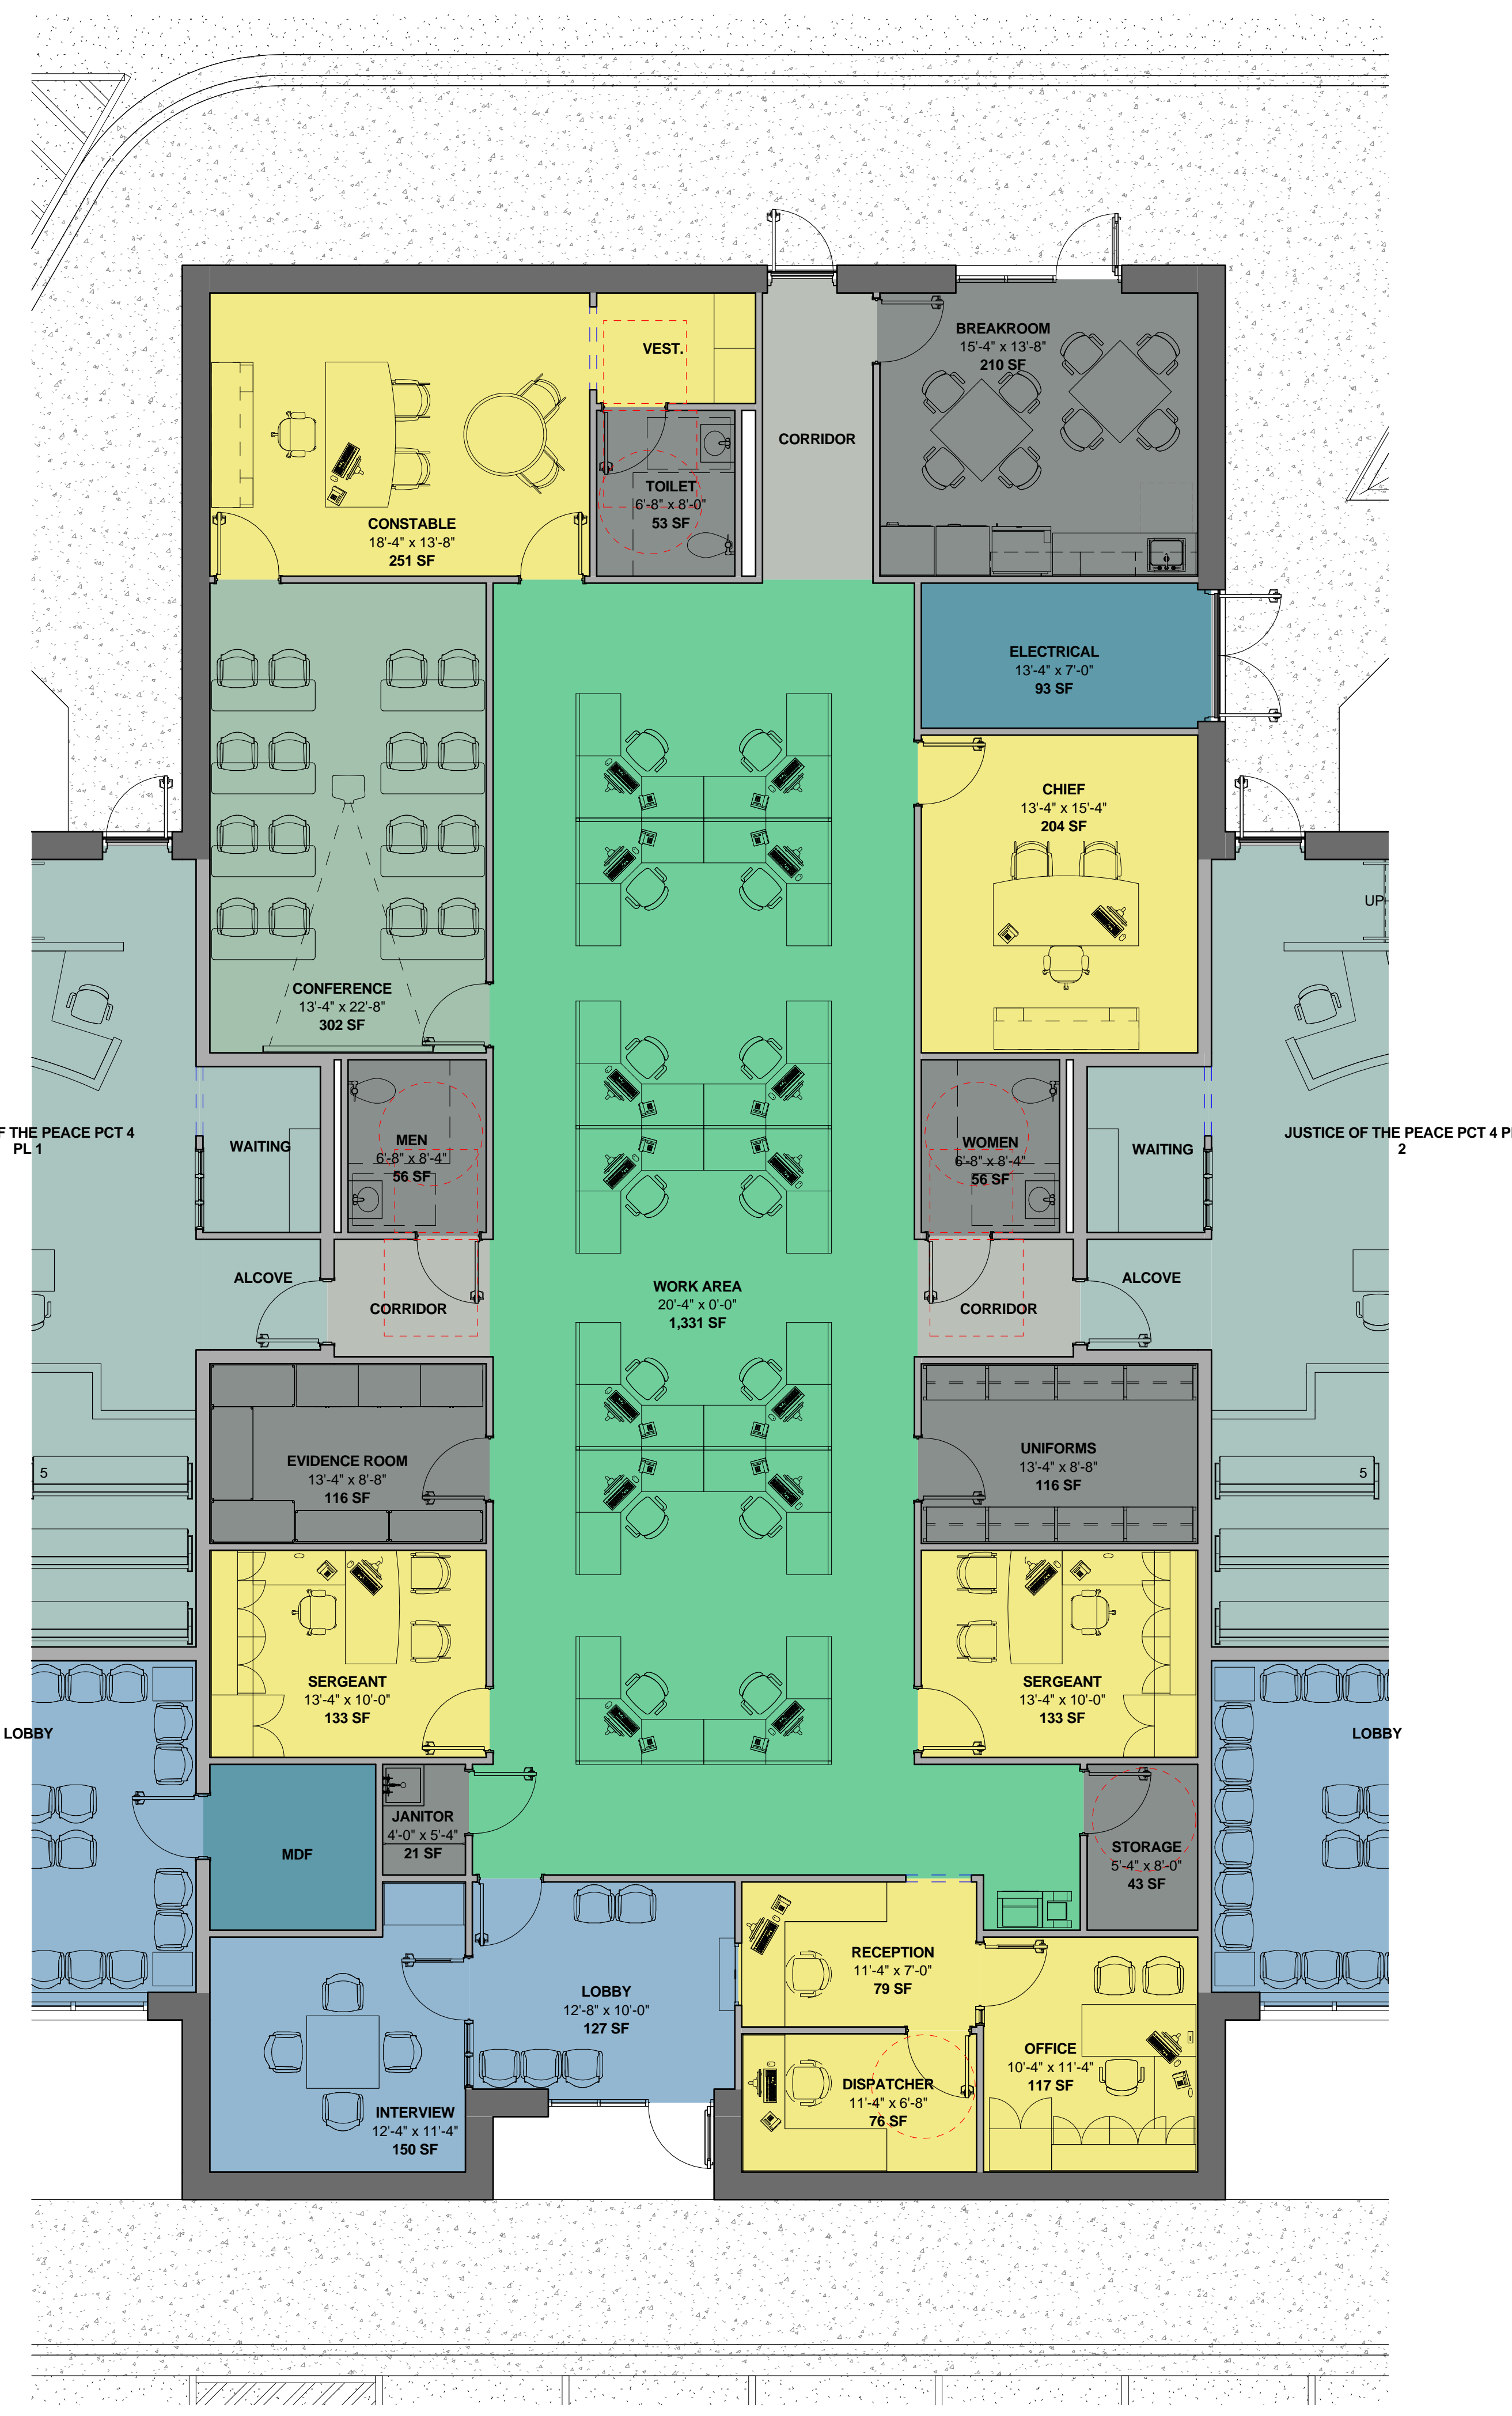 BREAKROOM
15'-4" x 13'-8"
210 SF
VEST.
CORRIDOR
TOILET
6'-8" x 8'-0"
53 SF
CONSTABLE
18'-4" x 13'-8"
251 SF
ELECTRICAL
13'-4" x 7'-0"
93 SF
CHIEF
13'-4" x 15'-4"
204 SF
UP
CONFERENCE
13'-4" x 22'-8"
302 SF
F THE PEACE PCT 4
PL 1
WAITING
MEN
6'-8" x 8'-4"
56 SF
WOMEN
6'-8" x 8'-4"
56 SF
WAITING
JUSTICE OF THE PEACE PCT 4 P
2
ALCOVE
CORRIDOR
WORK AREA
20'-4" x 0'-0"
1,331 SF
CORRIDOR
ALCOVE
5
EVIDENCE ROOM
13'-4" x 8'-8"
116 SF
UNIFORMS
13'-4" x 8'-8"
116 SF
5
SERGEANT
13'-4" x 10'-0"
133 SF
SERGEANT
13'-4" x 10'-0"
133 SF
LOBBY
LOBBY
MDF
JANITOR
4'-0" x 5'-4"
21 SF
STORAGE
5'-4" x 8'-0"
43 SF
RECEPTION
11'-4" x 7'-0"
79 SF
LOBBY
12'-8" x 10'-0"
127 SF
OFFICE
10'-4" x 11'-4"
117 SF
DISPATCHER
11'-4" x 6'-8"
76 SF
INTERVIEW
12'-4" x 11'-4"
150 SF